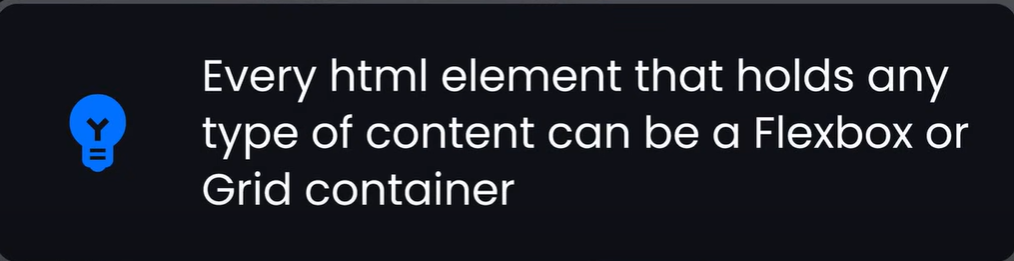 Every html element that holds any
type of content can be a Flexbox or
Grid container